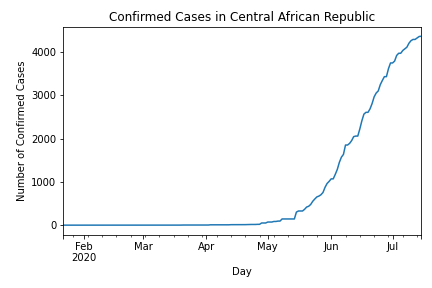 Confirmed Cases in Central African Republic
Number of Confirmed Cases
4000
3000
2000
1000
0
Feb Mar Apr May Jun Jul
2020
Day